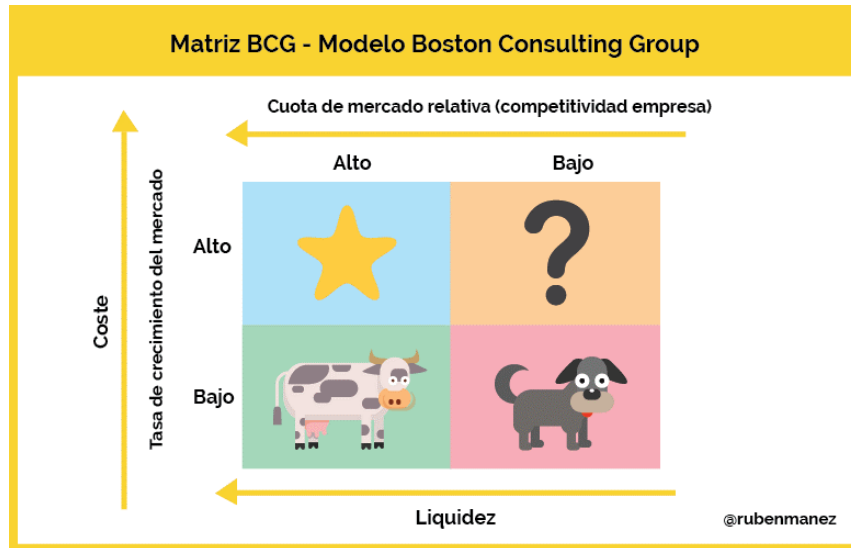 Matriz BCG - Modelo Boston Consulting Group
Cuota de mercado relativa (competitividad empresa)
Alto
Bajo
Coste
Tasa de crecimiento del mercado
Alto
?
Bajo
Liquidez
@rubenmanez